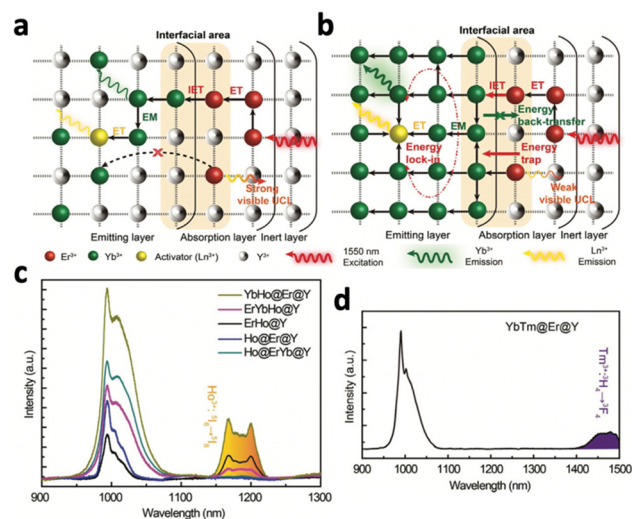 a
Interfacial area
IET
ET
EM
ET
Strong
visible UCL
Emitting layer
Absorption layer
Inert layer
b
Interfacial area
IET
ET
Energy
back-transfer
ET
EM
Energy
lock-in
Energy
trap
Weak
visible UCL
Emitting layer
Absorption layer
Inert layer
Er³⁺
Yb³⁺
Activator (Ln³⁺)
Y³⁺
1550 nm
Excitation
Yb³⁺
Emission
Ln³⁺
Emission
c
Intensity (a.u.)
YbHo@Er@Y
ErYbHo@Y
ErHo@Y
Ho@Er@Y
Ho@ErYb@Y
Ho³⁺: ⁵I₆→⁵I₈
900 1000 1100 1200 1300
Wavelength (nm)
d
Intensity (a.u.)
YbTm@Er@Y
Tm³⁺:³H₄→³F₄
900 1000 1100 1200 1300 1400 1500
Wavelength (nm)